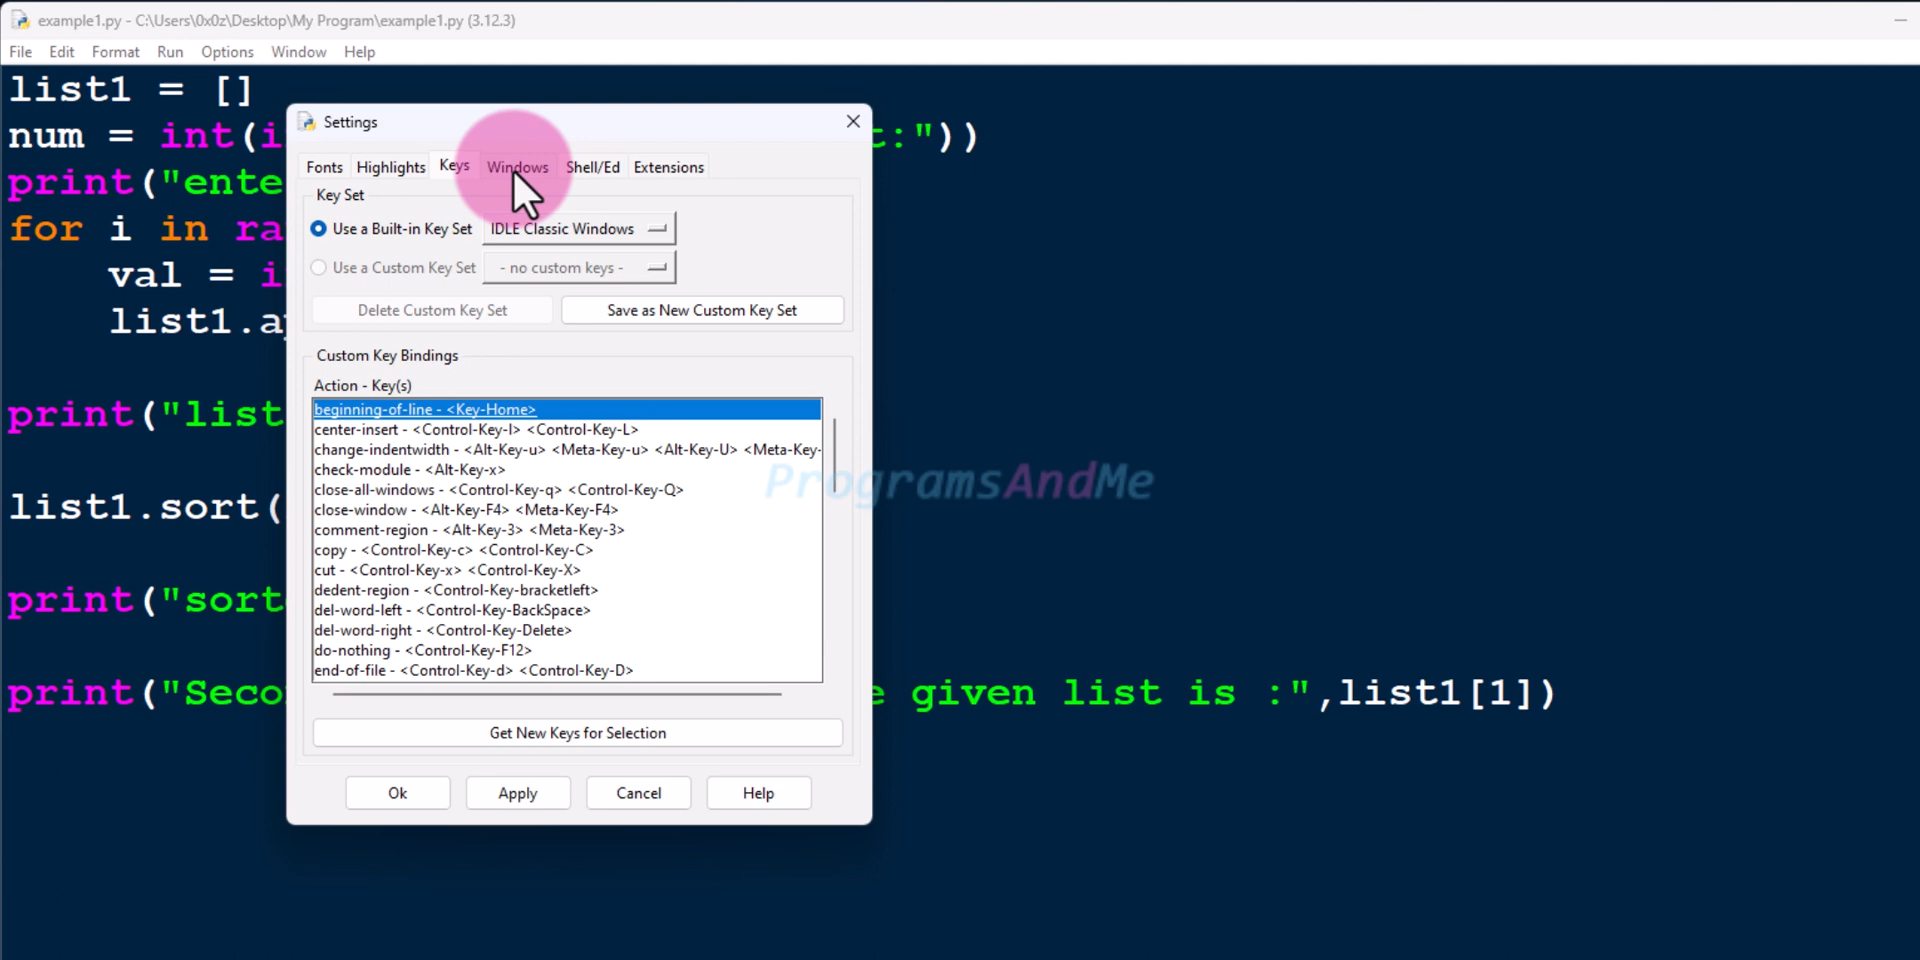 example1.py - C:\Users\0x0z\Desktop\My Program\example1.py (3.12.3)
File Edit Format Run Options Window Help
list1 = []
num = int(i t:"))
print("ente
for i in ra
val = i
list1.a
print("list
list1.sort(
print("sort
print("Seco e given list is :",list1[1])
Settings
Fonts Highlights Keys Windows Shell/Ed Extensions
Key Set
Use a Built-in Key Set IDLE Classic Windows
Use a Custom Key Set - no custom keys -
Delete Custom Key Set Save as New Custom Key Set
Custom Key Bindings
Action - Key(s)
beginning-of-line - <Key-Home>
center-insert - <Control-Key-l> <Control-Key-L>
change-indentwidth - <Alt-Key-u> <Meta-Key-u> <Alt-Key-U> <Meta-Key-
check-module - <Alt-Key-x>
close-all-windows - <Control-Key-q> <Control-Key-Q>
close-window - <Alt-Key-F4> <Meta-Key-F4>
comment-region - <Alt-Key-3> <Meta-Key-3>
copy - <Control-Key-c> <Control-Key-C>
cut - <Control-Key-x> <Control-Key-X>
dedent-region - <Control-Key-bracketleft>
del-word-left - <Control-Key-BackSpace>
del-word-right - <Control-Key-Delete>
do-nothing - <Control-Key-F12>
end-of-file - <Control-Key-d> <Control-Key-D>
Get New Keys for Selection
Ok Apply Cancel Help
ProgramsAndMe